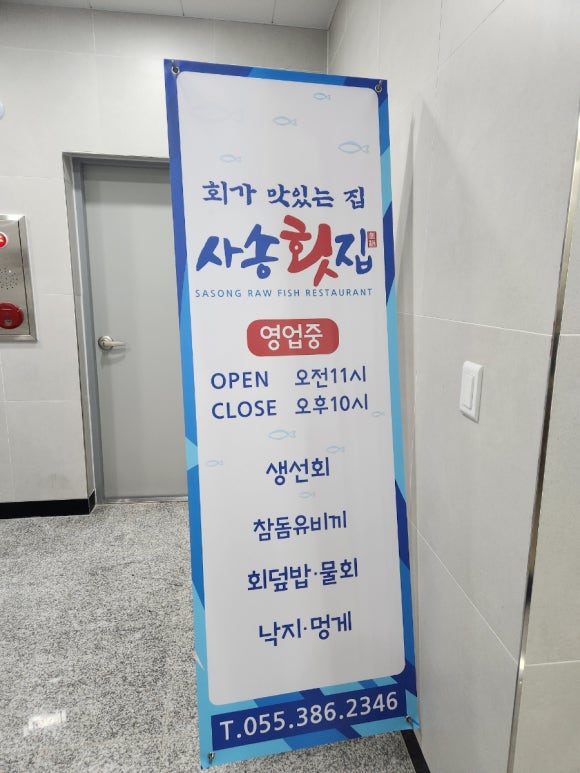 회가 맛있는 집
사송횟집
SASONG RAW FISH RESTAURANT
영업중
OPEN 오전11시
CLOSE 오후10시
생선회
참돔유비끼
회덮밥·물회
낙지·멍게
T.055.386.2346